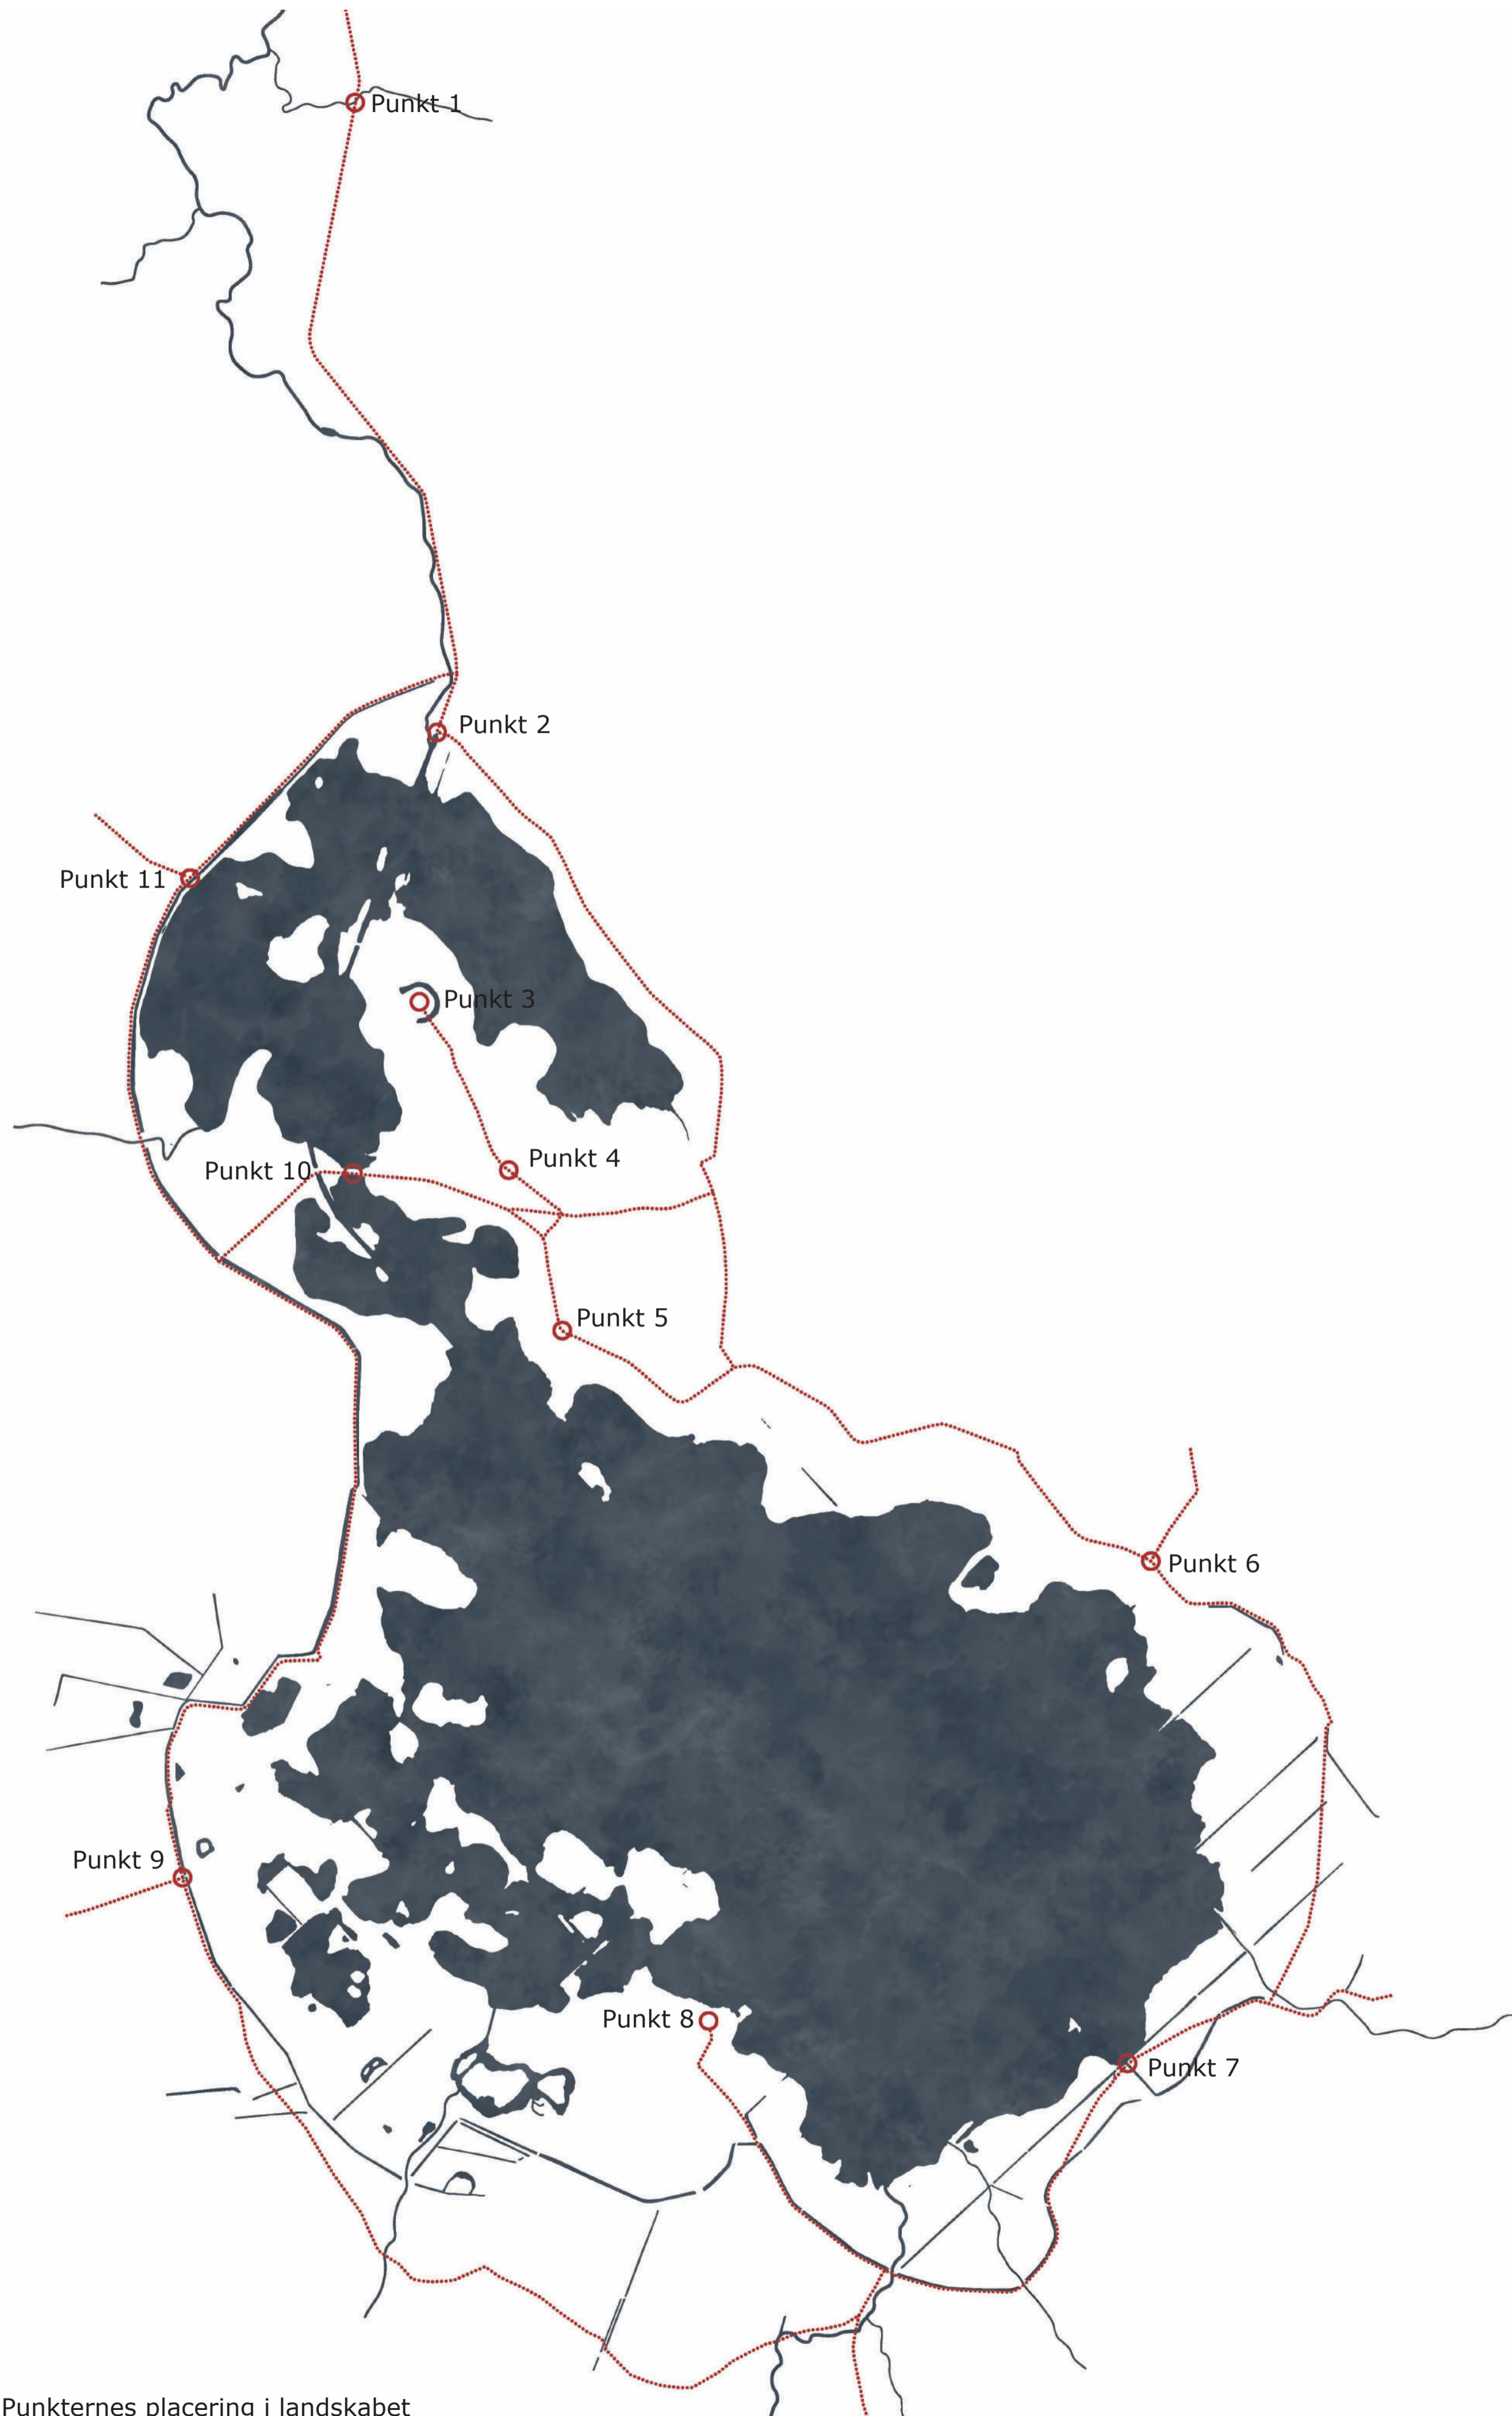 Punkt 1
Punkt 2
Punkt 11
Punkt 3
Punkt 4
Punkt 10
Punkt 5
Punkt 6
Punkt 9
Punkt 8
Punkt 7
Punkternes placering i landskabet